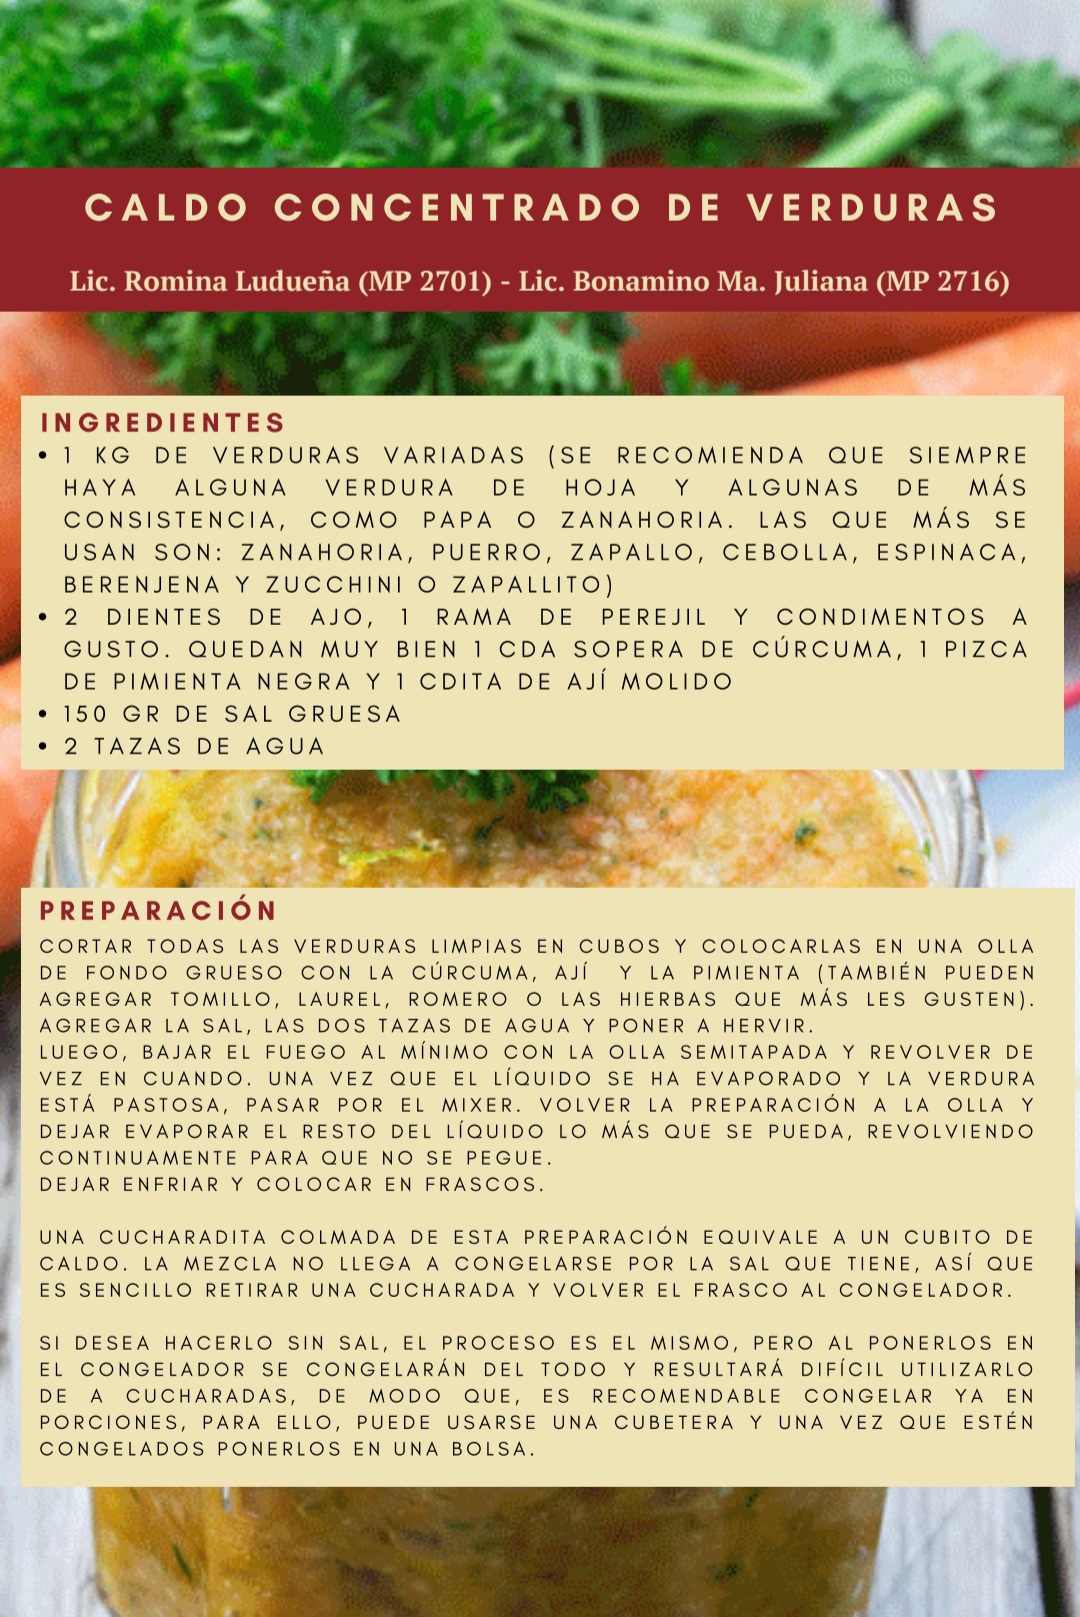 CALDO CONCENTRADO DE VERDURAS
Lic. Romina Ludueña (MP 2701) - Lic. Bonamino Ma. Juliana (MP 2716)
INGREDIENTES
• 1 KG DE VERDURAS VARIADAS (SE RECOMIENDA QUE SIEMPRE
HAYA ALGUNA VERDURA DE HOJA Y ALGUNAS DE MÁS
CONSISTENCIA, COMO PAPA O ZANAHORIA. LAS QUE MÁS SE
USAN SON: ZANAHORIA, PUERRO, ZAPALLO, CEBOLLA, ESPINACA,
BERENJENA Y ZUCCHINI O ZAPALLITO)
• 2 DIENTES DE AJO, 1 RAMA DE PEREJIL Y CONDIMENTOS A
GUSTO. QUEDAN MUY BIEN 1 CDA SOPERA DE CÚRCUMA, 1 PIZCA
DE PIMIENTA NEGRA Y 1 CDITA DE AJÍ MOLIDO
• 150 GR DE SAL GRUESA
• 2 TAZAS DE AGUA
PREPARACIÓN
CORTAR TODAS LAS VERDURAS LIMPIAS EN CUBOS Y COLOCARLAS EN UNA OLLA
DE FONDO GRUESO CON LA CÚRCUMA, AJÍ Y LA PIMIENTA (TAMBIÉN PUEDEN
AGREGAR TOMILLO, LAUREL, ROMERO O LAS HIERBAS QUE MÁS LES GUSTEN).
AGREGAR LA SAL, LAS DOS TAZAS DE AGUA Y PONER A HERVIR.
LUEGO, BAJAR EL FUEGO AL MÍNIMO CON LA OLLA SEMITAPADA Y REVOLVER DE
VEZ EN CUANDO. UNA VEZ QUE EL LÍQUIDO SE HA EVAPORADO Y LA VERDURA
ESTÁ PASTOSA, PASAR POR EL MIXER. VOLVER LA PREPARACIÓN A LA OLLA Y
DEJAR EVAPORAR EL RESTO DEL LÍQUIDO LO MÁS QUE SE PUEDA, REVOLVIENDO
CONTINUAMENTE PARA QUE NO SE PEGUE.
DEJAR ENFRIAR Y COLOCAR EN FRASCOS.
UNA CUCHARADITA COLMADA DE ESTA PREPARACIÓN EQUIVALE A UN CUBITO DE
CALDO. LA MEZCLA NO LLEGA A CONGELARSE POR LA SAL QUE TIENE, ASÍ QUE
ES SENCILLO RETIRAR UNA CUCHARADA Y VOLVER EL FRASCO AL CONGELADOR.
SI DESEA HACERLO SIN SAL, EL PROCESO ES EL MISMO, PERO AL PONERLOS EN
EL CONGELADOR SE CONGELARÁN DEL TODO Y RESULTARÁ DIFÍCIL UTILIZARLO
DE A CUCHARADAS, DE MODO QUE, ES RECOMENDABLE CONGELAR YA EN
PORCIONES, PARA ELLO, PUEDE USARSE UNA CUBETERA Y UNA VEZ QUE ESTÉN
CONGELADOS PONERLOS EN UNA BOLSA.